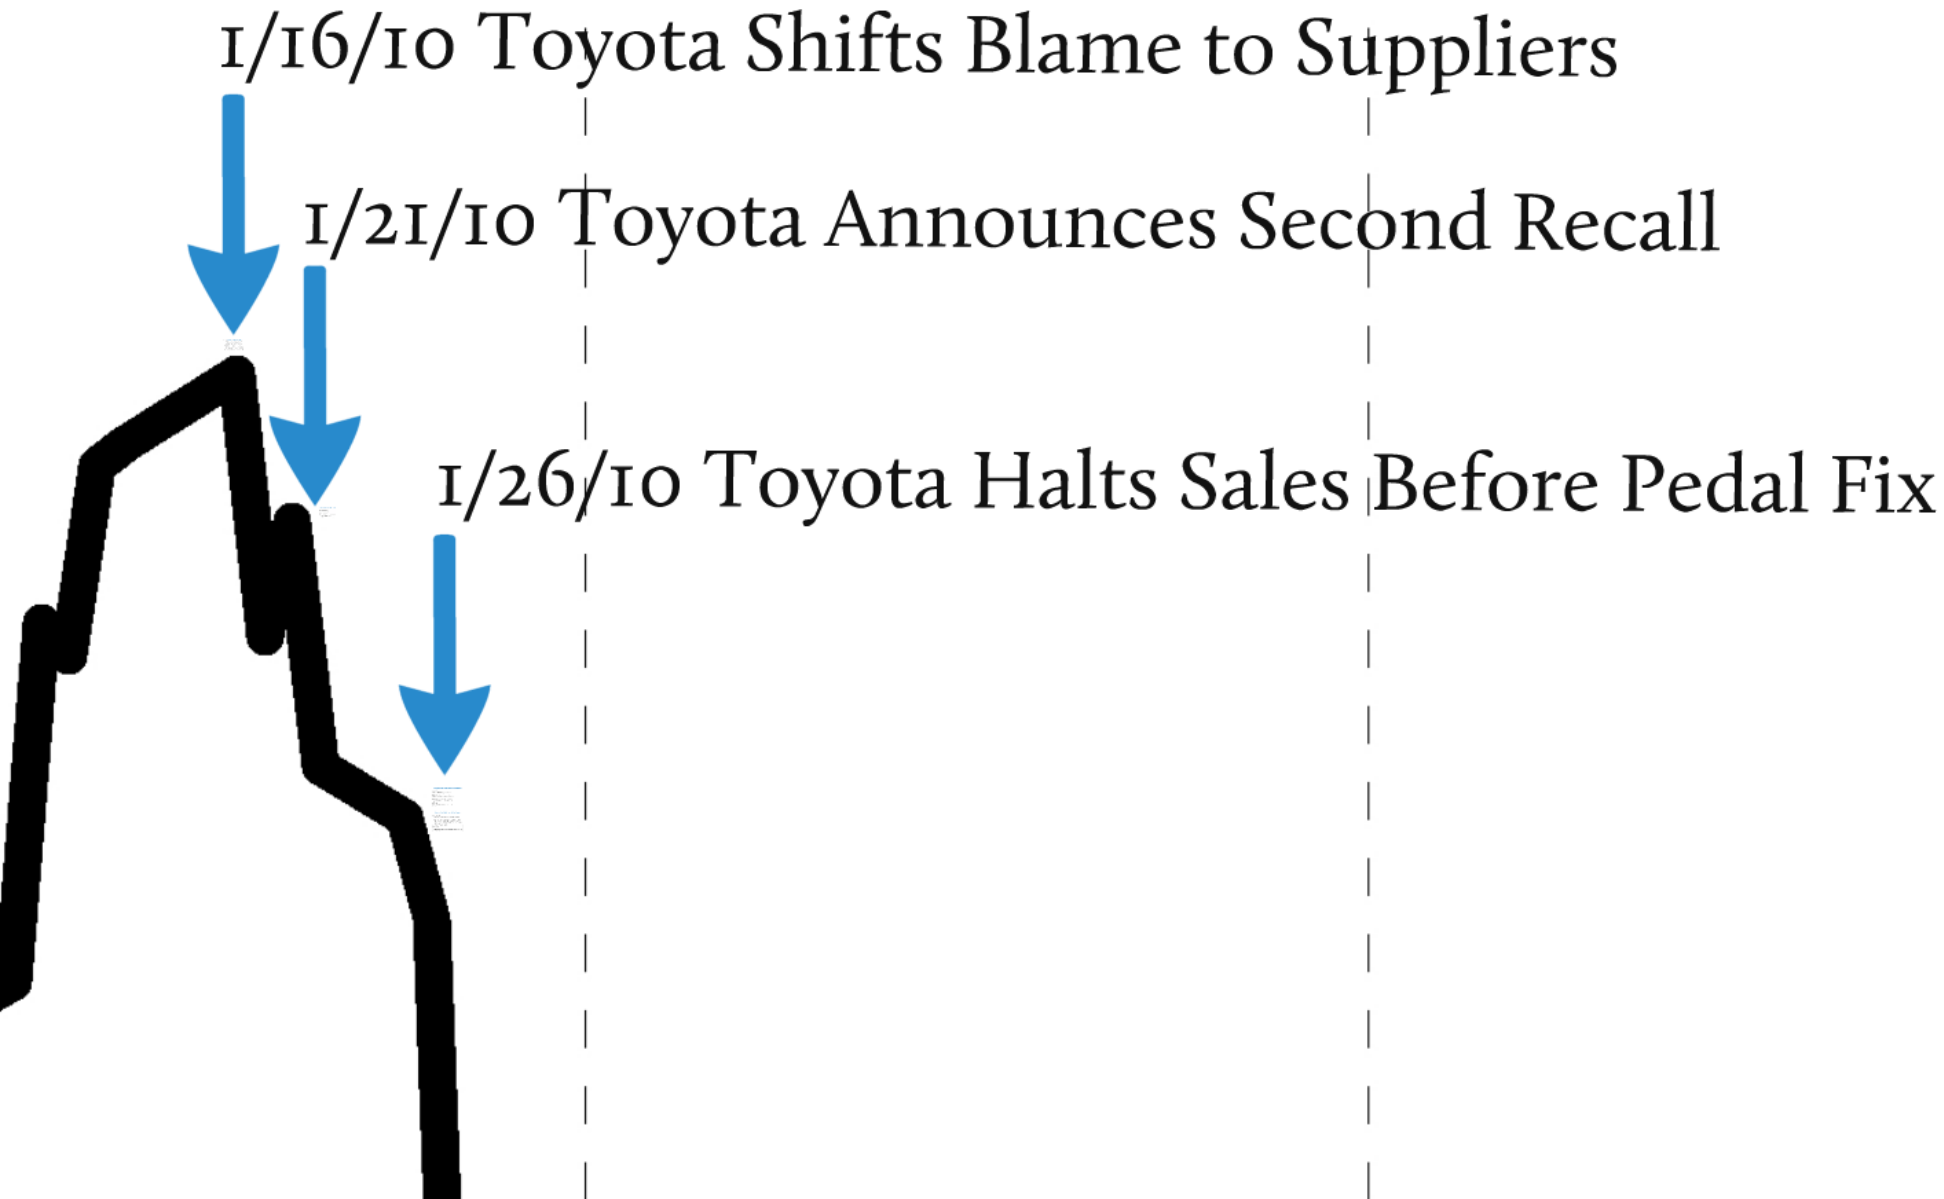 1/16/10 Toyota Shifts Blame to Suppliers
1/21/10 Toyota Announces Second Recall
1/26/10 Toyota Halts Sales Before Pedal Fix